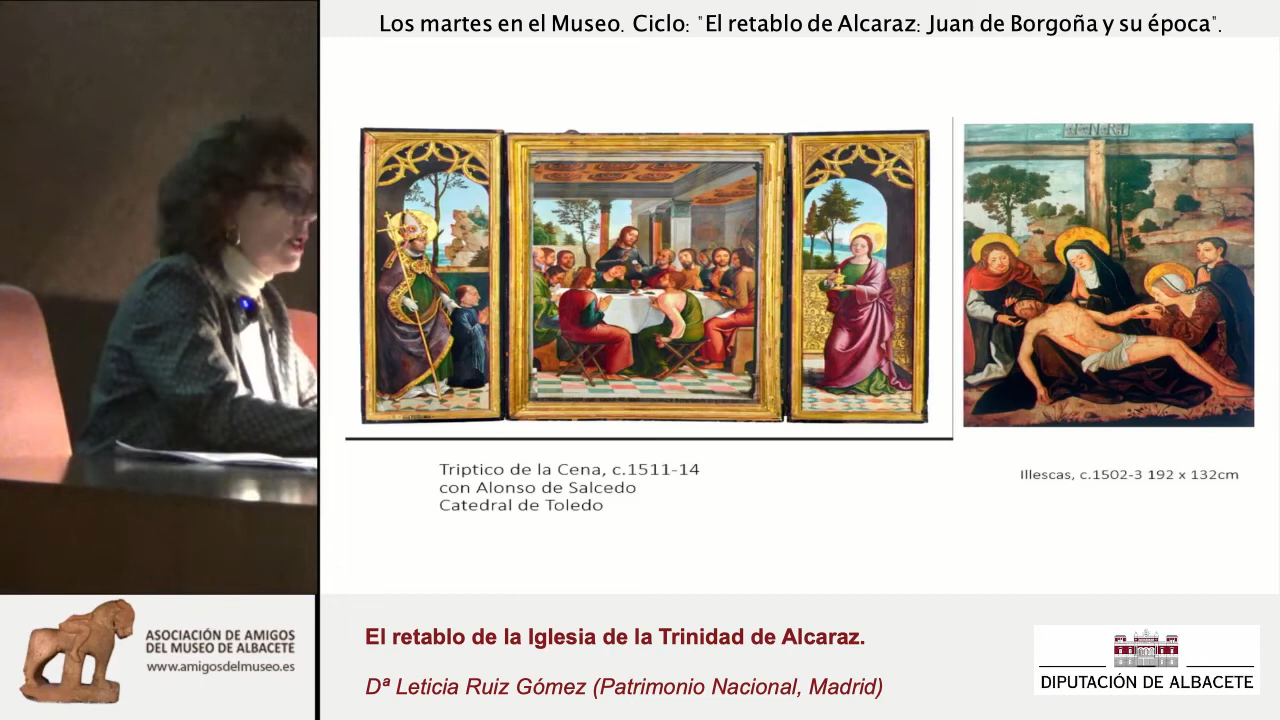 Los martes en el Museo. Ciclo: "El retablo de Alcaraz: Juan de Borgoña y su época".
I N R I
Triptico de la Cena, c.1511-14
con Alonso de Salcedo
Catedral de Toledo
Illescas, c.1502-3 192 x 132cm
ASOCIACIÓN DE AMIGOS
DEL MUSEO DE ALBACETE
www.amigosdelmuseo.es
El retablo de la Iglesia de la Trinidad de Alcaraz.
Dª Leticia Ruiz Gómez (Patrimonio Nacional, Madrid)
DIPUTACIÓN DE ALBACETE